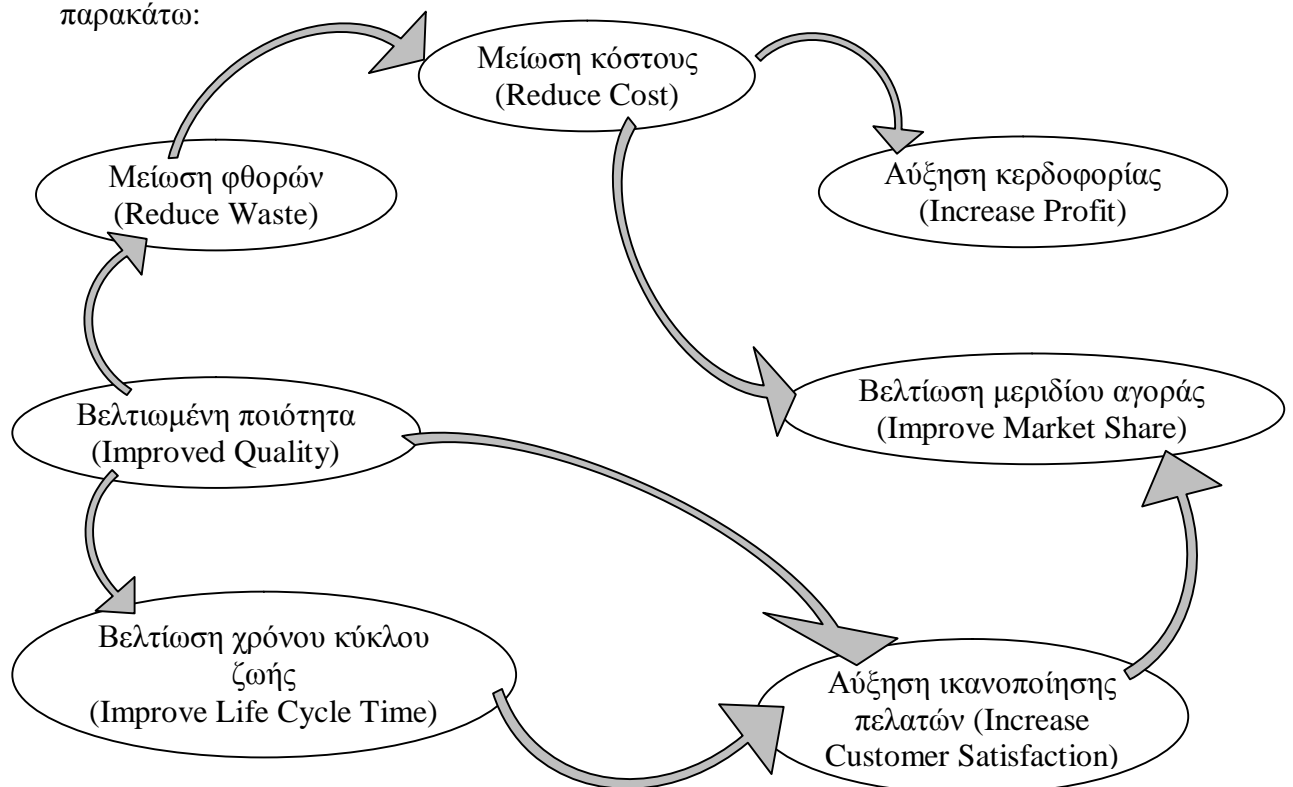 παρακάτω:
Μείωση κόστους
(Reduce Cost)
Μείωση φθορών
(Reduce Waste)
Αύξηση κερδοφορίας
(Increase Profit)
Βελτίωση μεριδίου αγοράς
(Improve Market Share)
Βελτιωμένη ποιότητα
(Improved Quality)
Βελτίωση χρόνου κύκλου
ζωής
(Improve Life Cycle Time)
Αύξηση ικανοποίησης
πελατών (Increase
Customer Satisfaction)